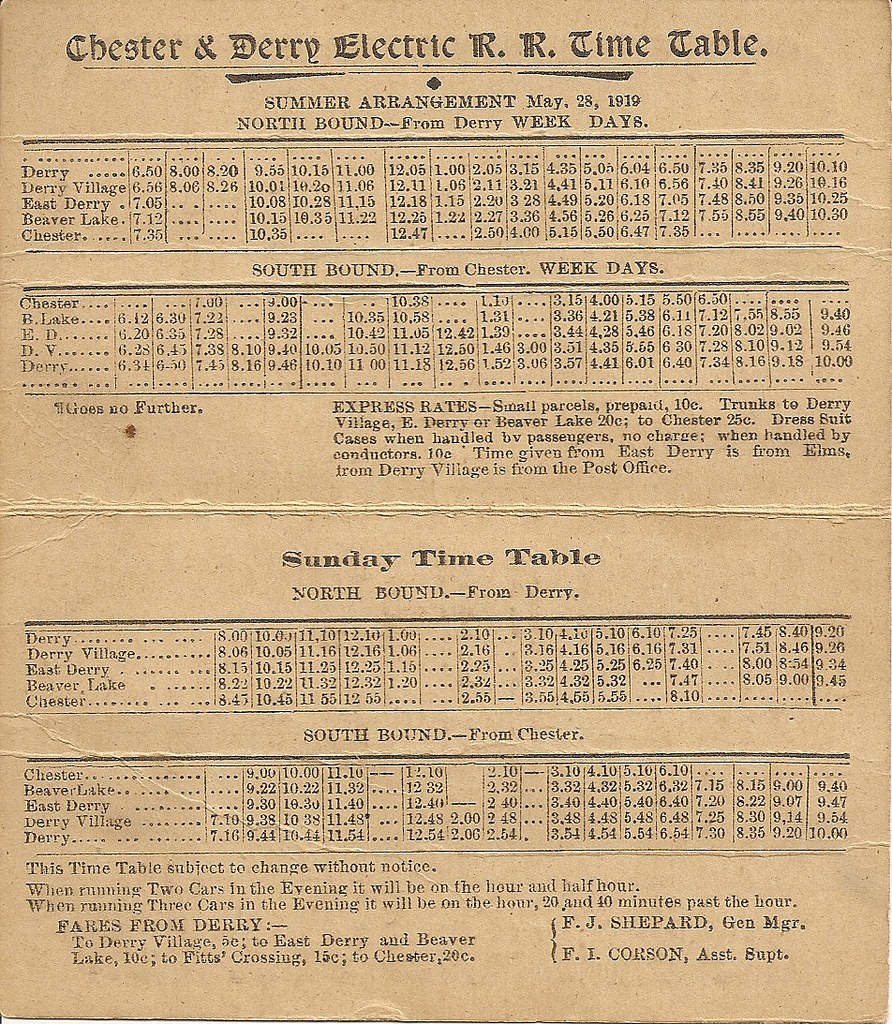 Chester & Derry Electric R. R. Time Table.
SUMMER ARRANGEMENT May, 28, 1919
NORTH BOUND--From Derry WEEK DAYS.
Derry ..... 6.50 8.00 8.20 9.55 10.15 11.00 12.05 1.00 2.05 3.15 4.35 5.05 6.04 6.50 7.35 8.35 9.20 10.10
Derry Village 6.56 8.06 8.26 10.01 10.20 11.06 12.11 1.06 2.11 3.21 4.41 5.11 6.10 6.56 7.40 8.41 9.26 10.16
East Derry . 7.05 .... .... 10.08 10.28 11.15 12.18 1.15 2.20 3 28 4.49 5.20 6.18 7.05 7.48 8.50 9.35 10.25
Beaver Lake. 7.12 .... .... 10.15 10.35 11.22 12.25 1.22 2.27 3.36 4.56 5.26 6.25 7.12 7.55 8.55 9.40 10.30
Chester...... 7.35 .... .... 10.35 .... .... 12.47 .... 2.50 4.00 5.15 5.50 6.47 7.35 .... .... .... ....
SOUTH BOUND.—From Chester. WEEK DAYS.
Chester.... .... .... 7.00 .... 9.00 .... .... 10.38 .... 1.10 .... 3.15 4.00 5.15 5.50 6.50 .... .... ....
B.Lake..... 6.12 6.30 7.22 .... 9.23 .... 10.35 10.58 .... 1.31 .... 3.36 4.21 5.38 6.11 7.12 7.55 8.55 9.40
E. D....... 6.20 6.35 7.28 .... 9.32 .... 10.42 11.05 12.42 1.39 .... 3.44 4.28 5.46 6.18 7.20 8.02 9.02 9.46
D. V....... 6.28 6.45 7.38 8.10 9.40 10.05 10.50 11.12 12.50 1.46 3.00 3.51 4.35 5.55 6 30 7.28 8.10 9.12 9.54
Derry...... 6.34 6.50 7.45 8.16 9.46 10.10 11 00 11.18 12.56 1.52 3.06 3.57 4.41 6.01 6.40 7.34 8.16 9.18 10.00
¶Goes no Further.
EXPRESS RATES—Small parcels, prepaid, 10c. Trunks to Derry
Village, E. Derry or Beaver Lake 20c; to Chester 25c. Dress Suit
Cases when handled by passengers, no charge; when handled by
conductors. 10c Time given from East Derry is from Elms,
from Derry Village is from the Post Office.
Sunday Time Table
NORTH BOUND.—From Derry.
Derry........ ... .... 8.00 10.00 11.10 12.10 1.00 .... 2.10 ... 3.10 4.10 5.10 6.10 7.25 .... 7.45 8.40 9.20
Derry Village.......... 8.06 10.05 11.16 12.16 1.06 .... 2.16 .. 3.16 4.16 5.16 6.16 7.31 .... 7.51 8.46 9.26
East Derry . ........ 8.15 10.15 11.25 12.25 1.15 .... 2.25 ... 3.25 4.25 5.25 6.25 7.40 .... 8.00 8:54 9 34
Beaver Lake . ....... 8.22 10.22 11.32 12.32 1.20 .... 2.32 ... 3.32 4.32 5.32 ... 7.47 .... 8.05 9.00 9.45
Chester........ ... .... 8.45 10.45 11 55 12 55 .... .... 2.55 — 3.55 4.55 5.55 .... 8.10 .... .... .... ....
SOUTH BOUND.—From Chester.
Chester............... .... 9.00 10.00 11.10 —— 12.10 2.10 — 3.10 4.10 5.10 6.10 .... .... .... ....
BeaverLake.... ....... ... 9.22 10.22 11.32 .... 12 32 2.32 ... 3.32 4.32 5.32 6.32 7.15 8.15 9.00 9.40
East Derry ......... .... 9.30 10.30 11.40 .... 12.40 —— 2 40 ... 3.40 4.40 5.40 6.40 7.20 8.22 9.07 9.47
Derry Village ......... 7.10 9.38 10 38 11.48 .. 12.48 2.00 2 48 ... 3.48 4.48 5.48 6.48 7.25 8.30 9,14 9.54
Derry..... ... ....... 7.16 9.44 10.44 11.54 .... 12.54 2.06 2.54 . 3.54 4.54 5.54 6.54 7.30 8.35 9.20 10.00
This Time Table subject to change without notice.
When running Two Cars in the Evening it will be on the hour and half hour.
When running Three Cars in the Evening it will be on the hour, 20 and 40 minutes past the hour.
FARES FROM DERRY:—
To Derry Village, 5c; to East Derry and Beaver
Lake, 10c; to Fitts' Crossing, 15c; to Chester,20c.
F. J. SHEPARD, Gen Mgr.
F. I. CORSON, Asst. Supt.